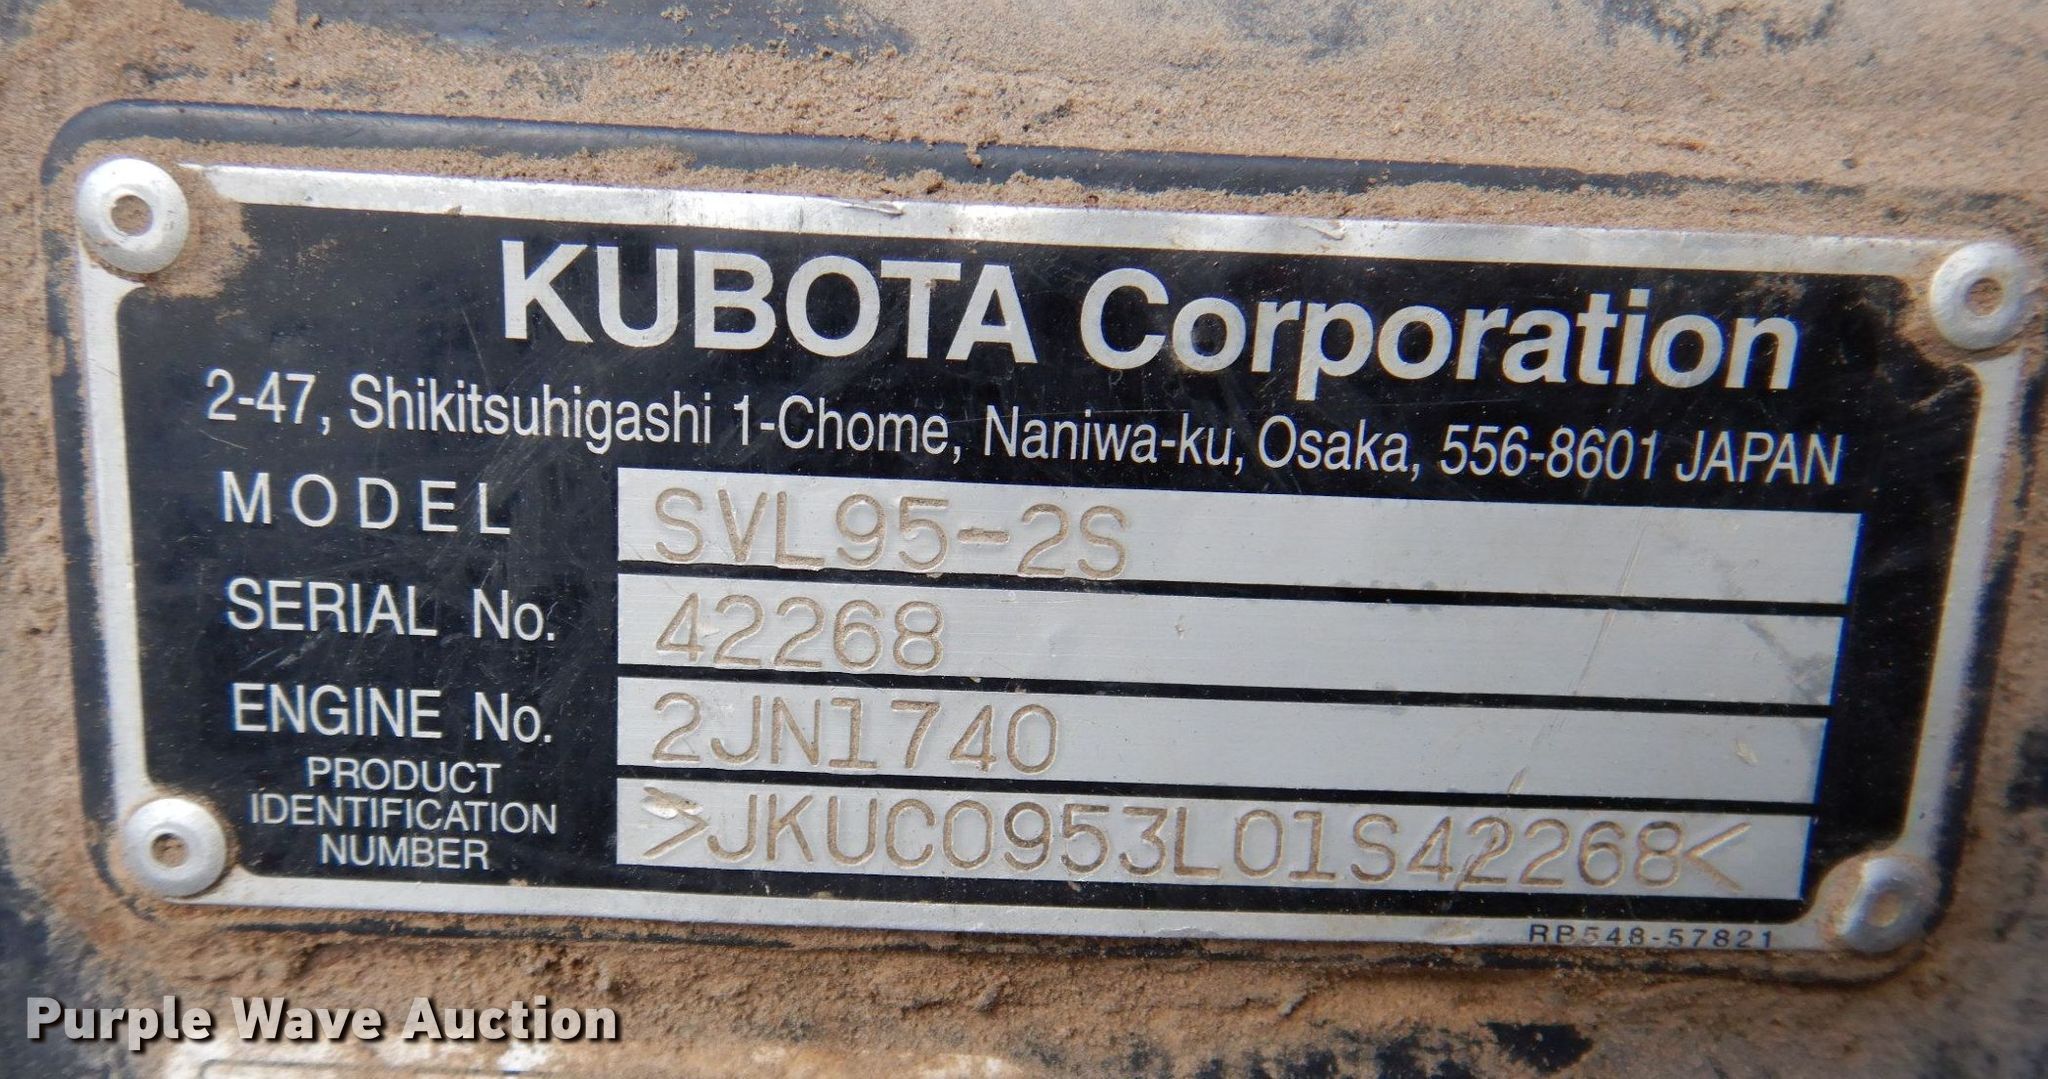 KUBOTA Corporation
2-47, Shikitsuhigashi 1-Chome, Naniwa-ku, Osaka, 556-8601 JAPAN
MODEL SVL95-2S
SERIAL No. 42268
ENGINE No. 2JN1740
PRODUCT
IDENTIFICATION
NUMBER
>JKUC0953L01S42268<
RB548-57821
Purple Wave Auction